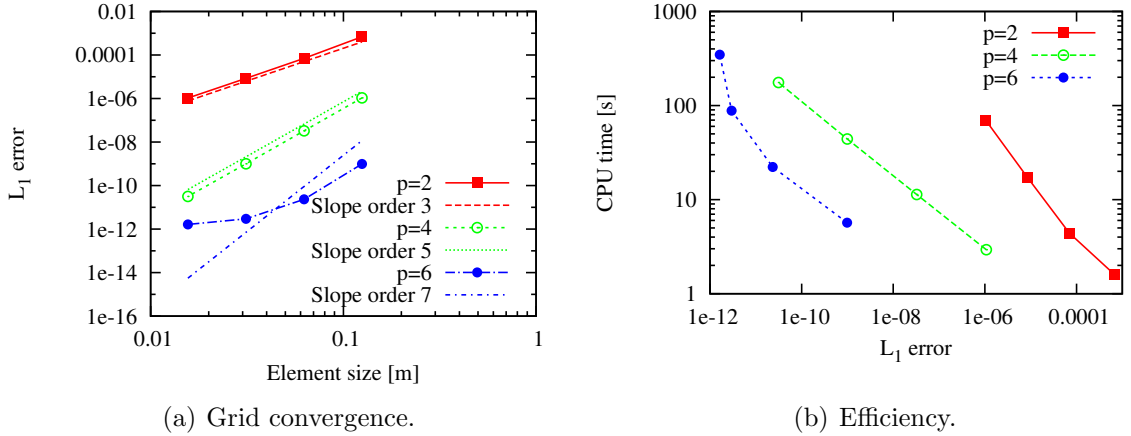 0.01
0.0001
1e-06
1e-08
1e-10
1e-12
1e-14
1e-16
L1 error
0.01
0.1
1
Element size [m]
p=2
Slope order 3
p=4
Slope order 5
p=6
Slope order 7
(a) Grid convergence.
1000
100
10
1
CPU time [s]
1e-12
1e-10
1e-08
1e-06
0.0001
L1 error
p=2
p=4
p=6
(b) Efficiency.